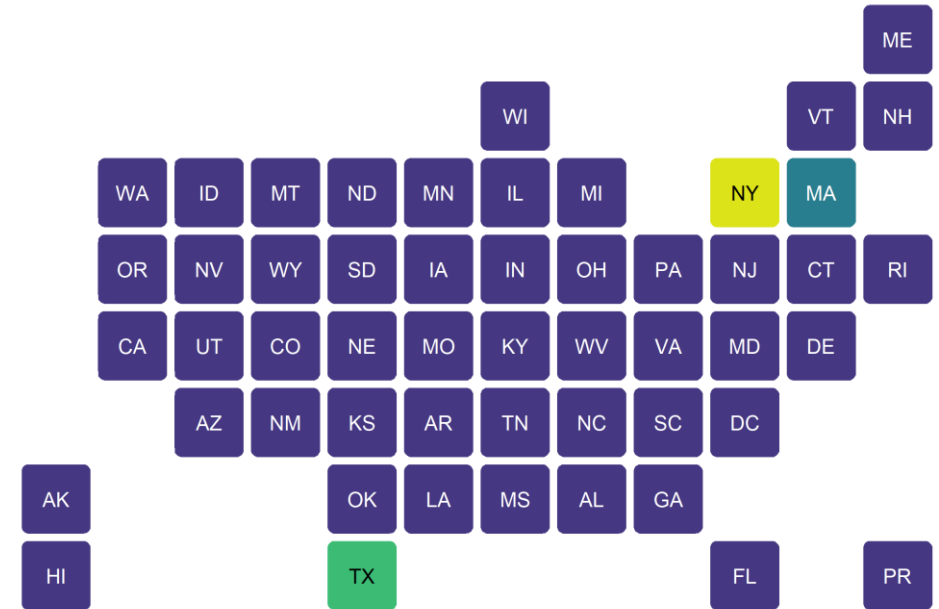 ME
WI VT NH
WA ID MT ND MN IL MI NY MA
OR NV WY SD IA IN OH PA NJ CT RI
CA UT CO NE MO KY WV VA MD DE
AZ NM KS AR TN NC SC DC
AK OK LA MS AL GA
HI TX FL PR